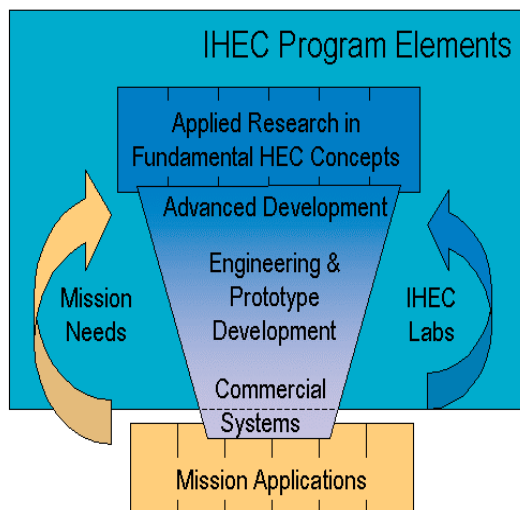 IHEC Program Elements
Applied Research in
Fundamental HEC Concepts
Advanced Development
Engineering &
Prototype
Development
Mission
Needs
IHEC
Labs
Commercial
Systems
Mission Applications